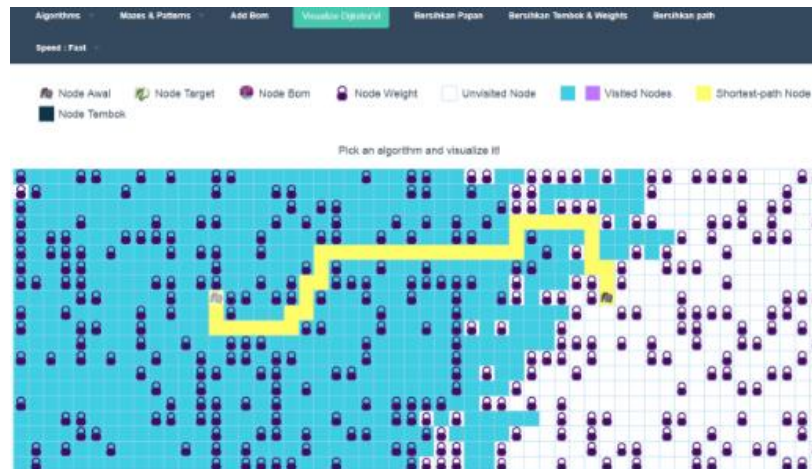 Algorithms Mazes & Patterns Add Bom Visualize Dijkstra's! Bersihkan Papan Bersihkan Tembok & Weights Bersihkan path
Speed : Fast
Node Awal Node Target Node Bom Node Weight Unvisited Node Visited Nodes Shortest-path Node
Node Tembok
Pick an algorithm and visualize it!